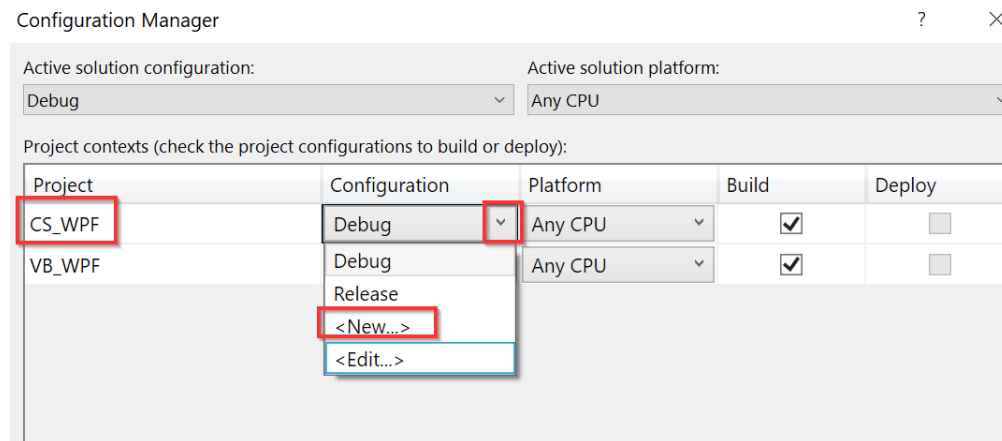 Configuration Manager ?
Active solution configuration: Active solution platform:
Debug Any CPU
Project contexts (check the project configurations to build or deploy):
Project Configuration Platform Build Deploy
CS_WPF Debug Any CPU
Debug
VB_WPF Any CPU
Release
<New...>
<Edit...>